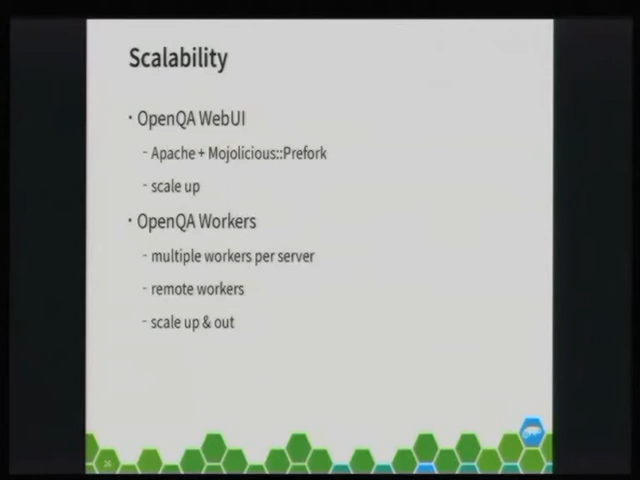 Scalability
· OpenQA WebUI
- Apache + Mojolicious::Prefork
- scale up
· OpenQA Workers
- multiple workers per server
- remote workers
- scale up & out
26